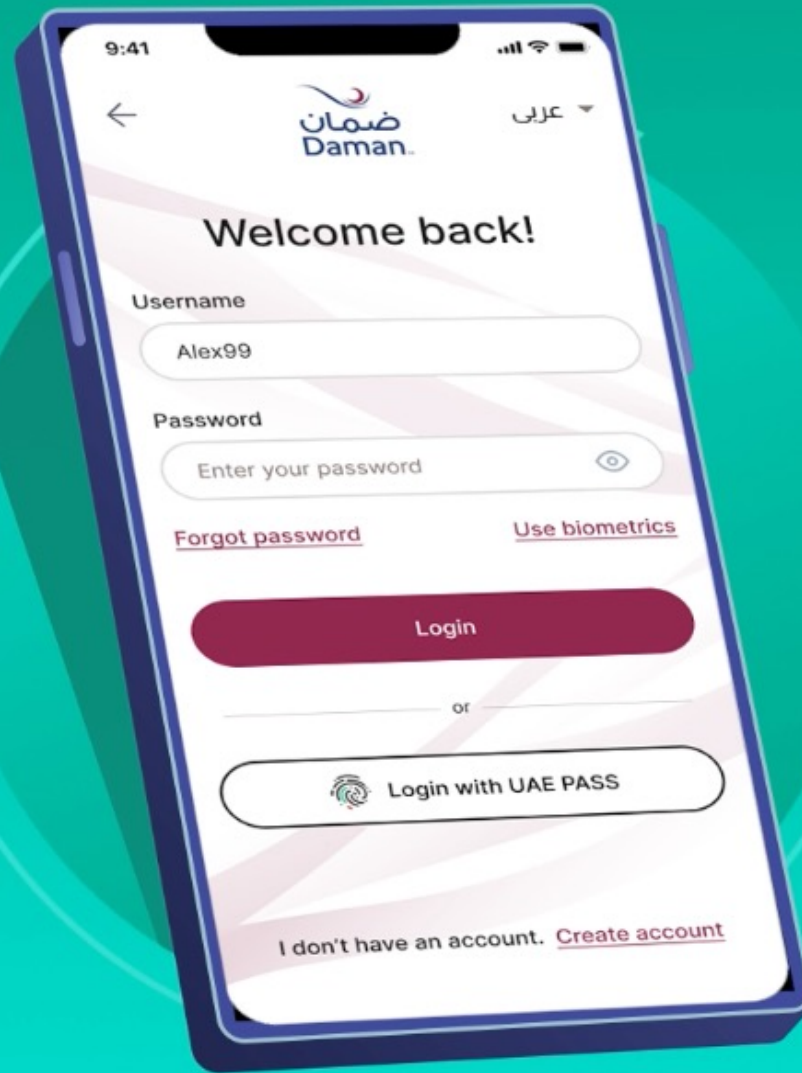 9:41
ضمان
Daman
عربى
Welcome back!
Username
Alex99
Password
Enter your password
Forgot password
Use biometrics
Login
or
Login with UAE PASS
I don't have an account. Create account